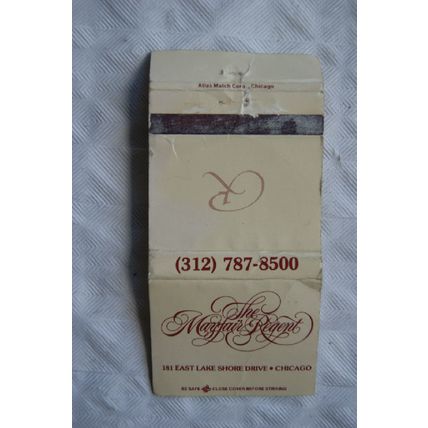 Atlas Match Corp., Chicago
R
(312) 787-8500
The
Mayfair Regent
181 EAST LAKE SHORE DRIVE • CHICAGO
BE SAFE CLOSE COVER BEFORE STRIKING